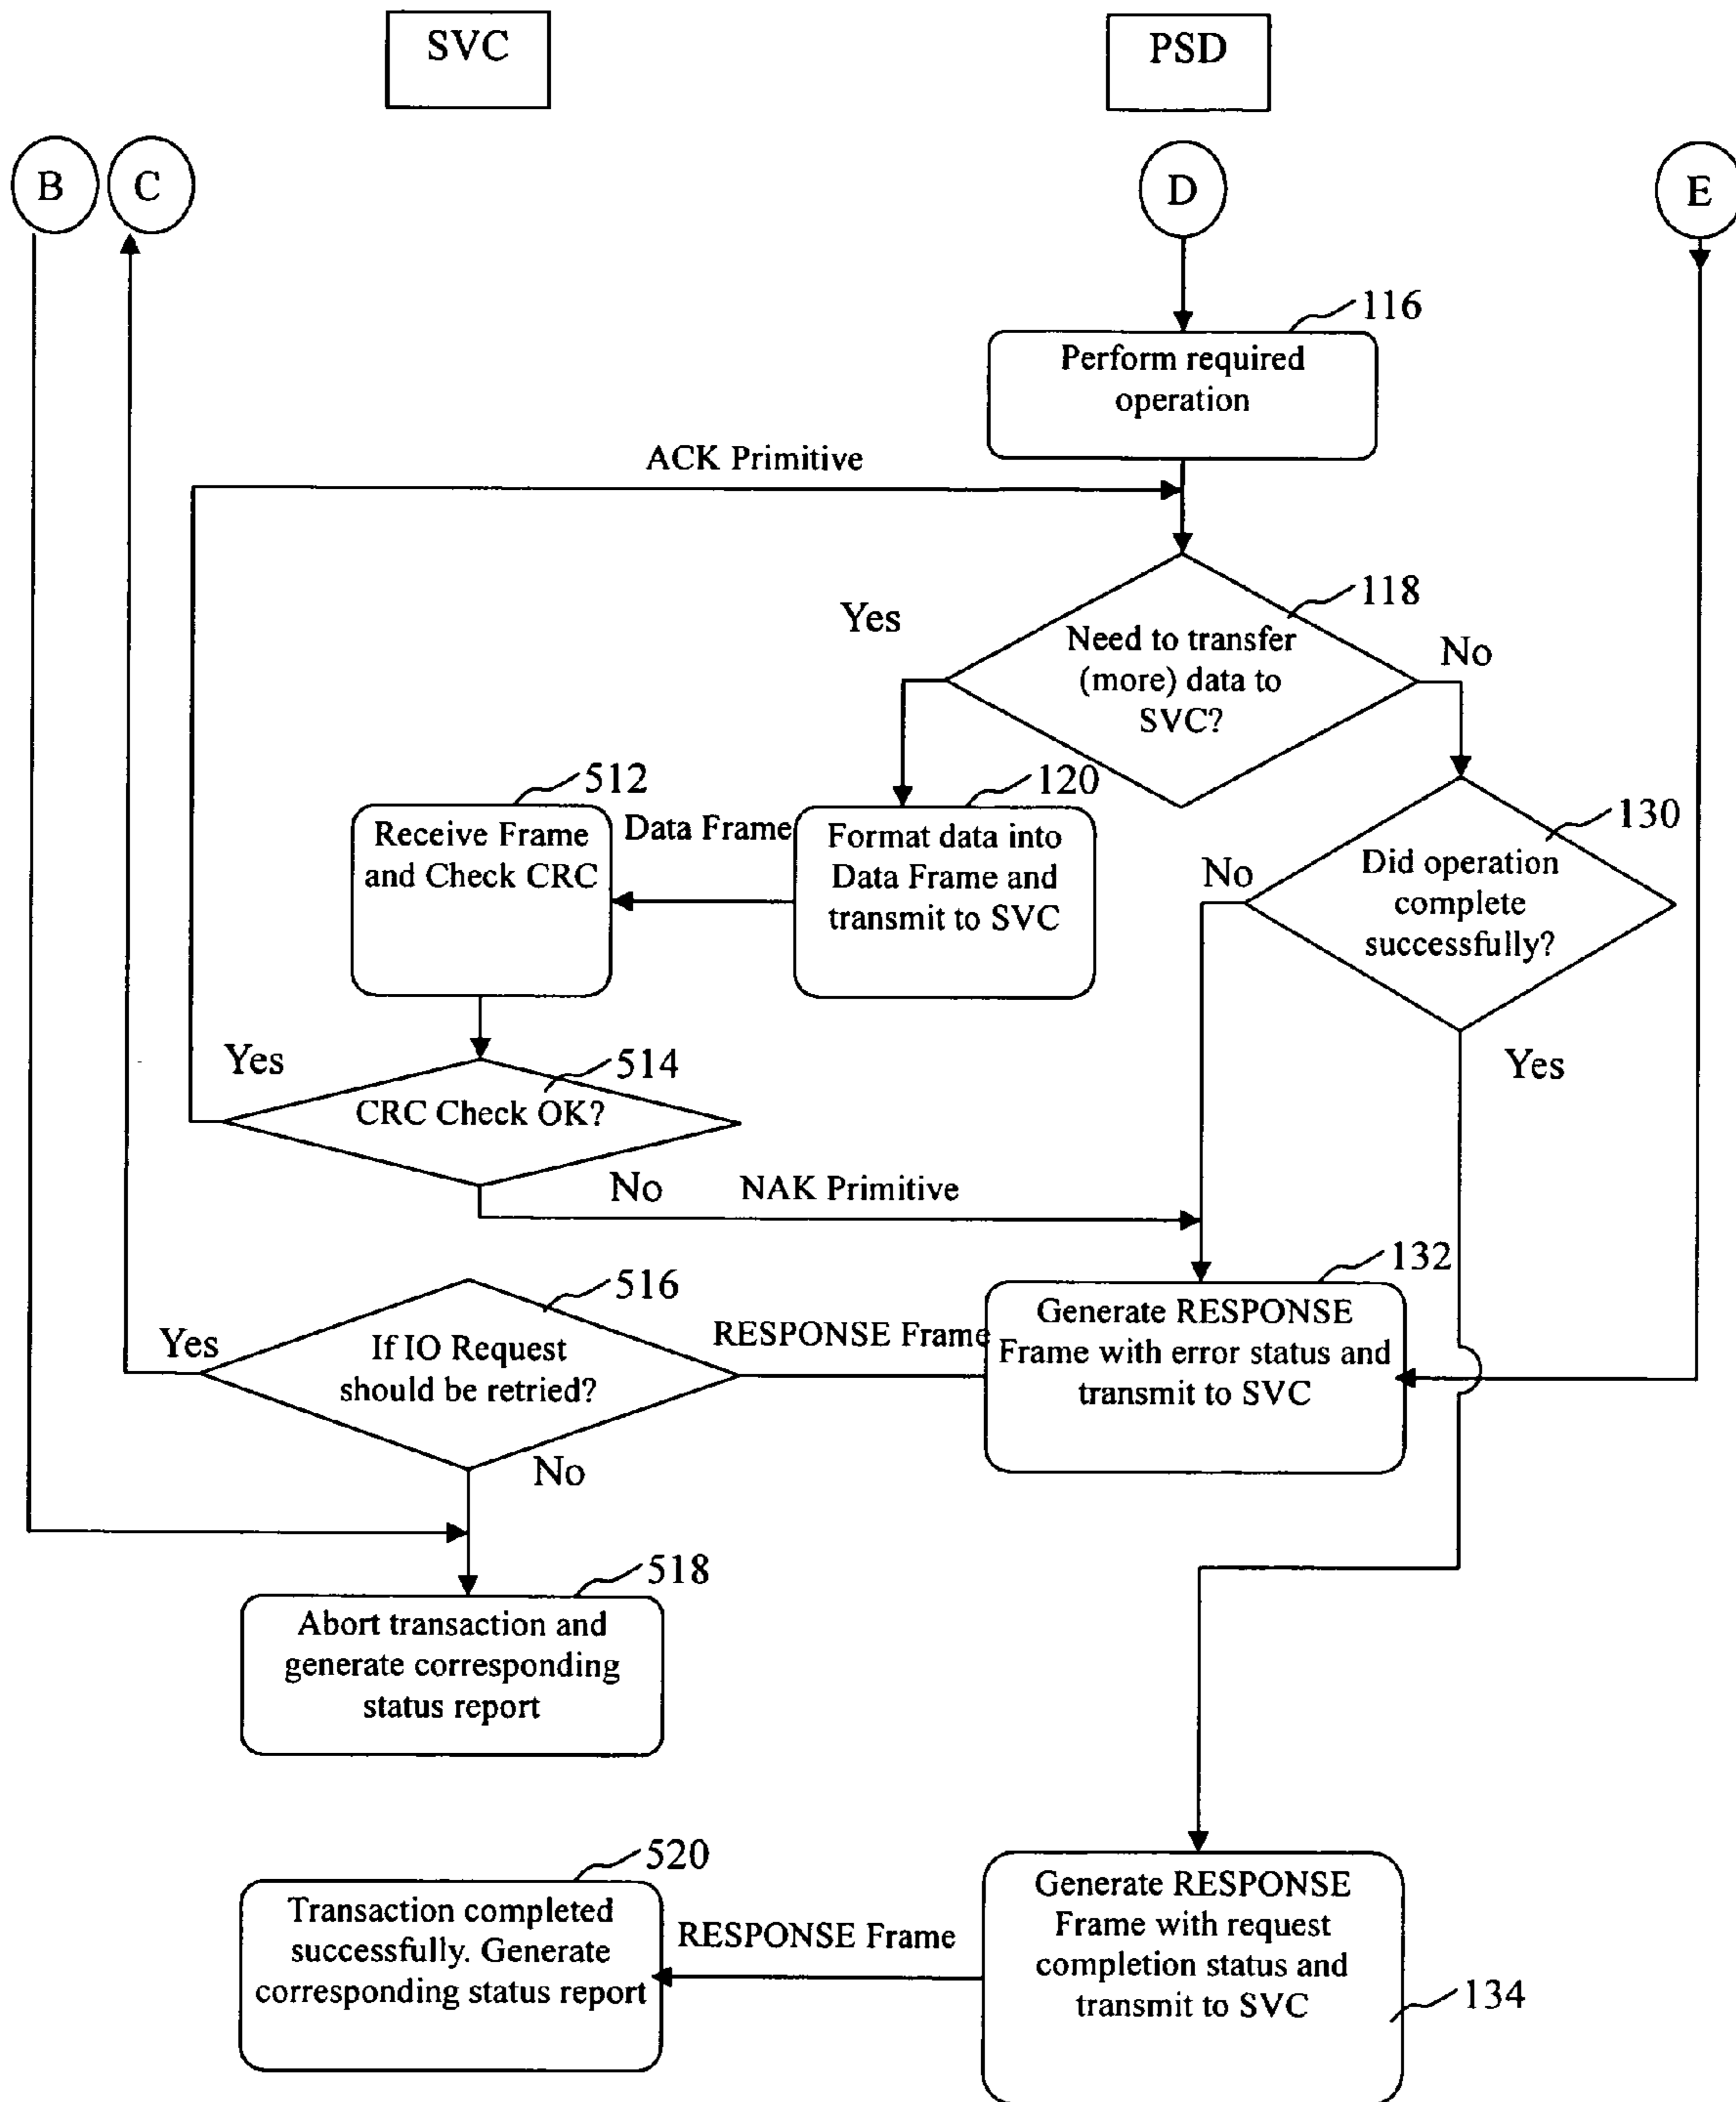 SVC
PSD
B
C
D
E
116
Perform required
operation
ACK Primitive
118
Yes
Need to transfer
(more) data to
SVC?
No
512
Receive Frame
and Check CRC
Data Frame
120
Format data into
Data Frame and
transmit to SVC
130
No
Did operation
complete
successfully?
Yes
Yes
514
CRC Check OK?
No
NAK Primitive
516
Yes
If IO Request
should be retried?
No
RESPONSE Frame
132
Generate RESPONSE
Frame with error status and
transmit to SVC
518
Abort transaction and
generate corresponding
status report
520
Transaction completed
successfully. Generate
corresponding status report
RESPONSE Frame
Generate RESPONSE
Frame with request
completion status and
transmit to SVC
134